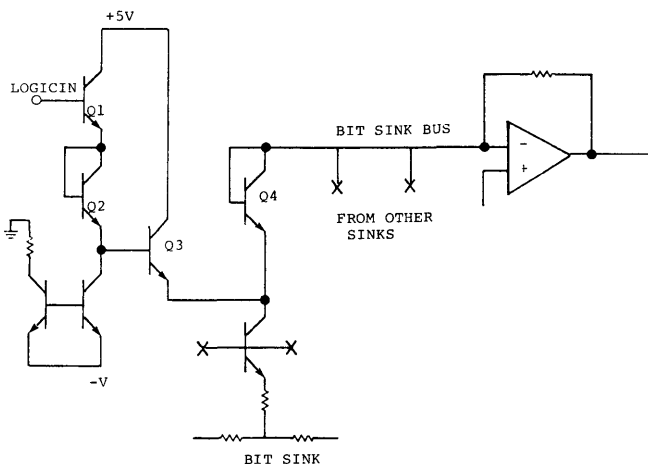 +5V
LOGICIN
Q1
BIT SINK BUS
-
+
Q2
Q4
FROM OTHER
SINKS
Q3
-V
BIT SINK